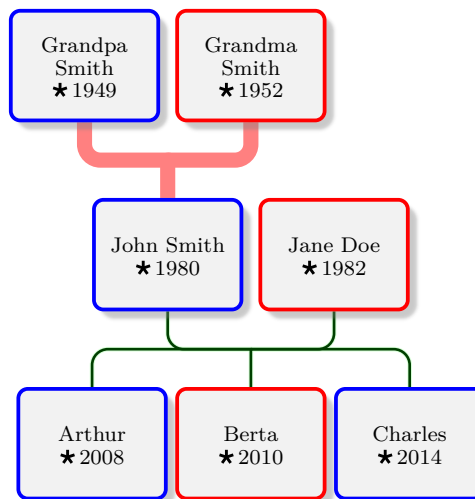 Grandpa
Smith
★ 1949
Grandma
Smith
★ 1952
John Smith
★ 1980
Jane Doe
★ 1982
Arthur
★ 2008
Berta
★ 2010
Charles
★ 2014